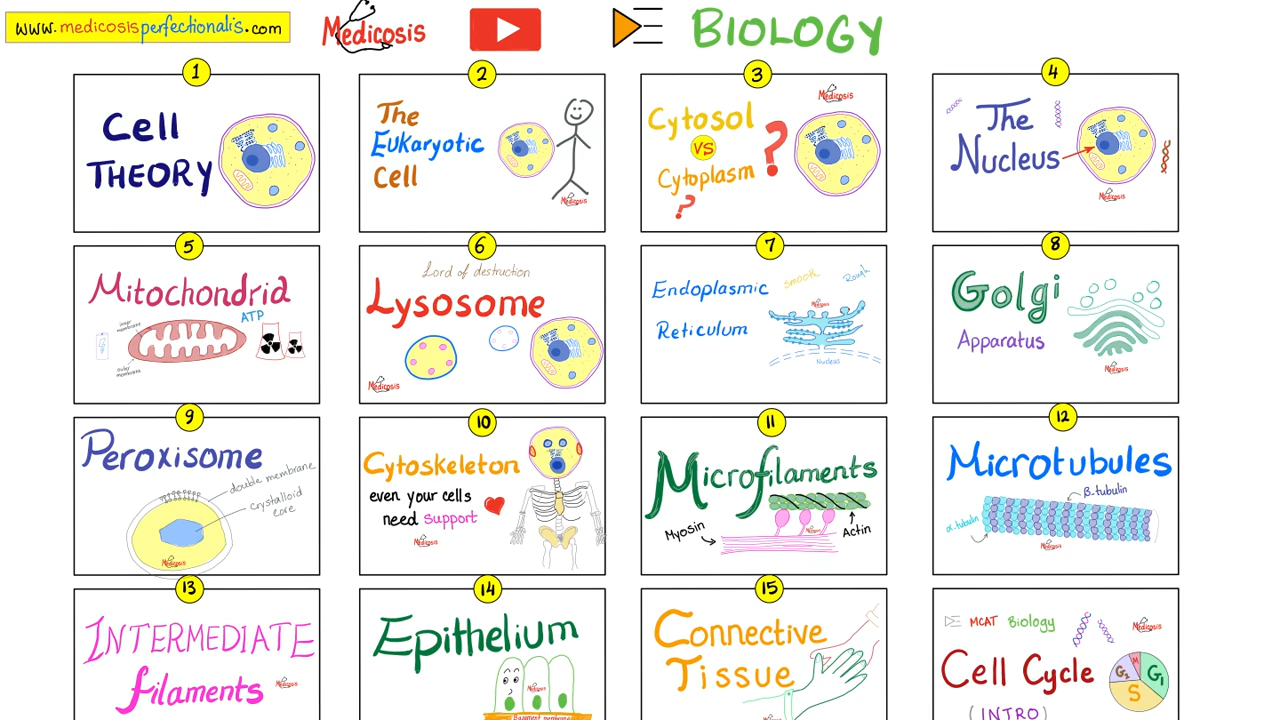 www.medicosisperfectionalis.com
Medicosis
BIOLOGY
1
Cell
THEORY
2
The
EUKaryotic
Cell
Medicosis
3
Medicosis
Cytosol
VS
Cytoplasm
?
?
4
The
Nucleus
Medicosis
5
Mitochondria
ATP
inner
membrane
outer
membrane
6
Lord of destruction
Lysosome
Medicosis
7
Endoplasmic
Reticulum
smooth
Rough
Medicosis
Nucleus
8
Golgi
Apparatus
Medicosis
9
Peroxisome
double membrane
crystalloid
core
Medicosis
10
Cytoskeleton
even your cells
need support
Medicosis
11
Microfilaments
Myosin
Medicosis
Actin
12
Microtubules
β-tubulin
α-tubulin
Medicosis
13
INTERMEDIATE
filaments
Medicosis
14
Epithelium
Medicosis
Basement membrane
15
Connective
Tissue
Medicosis
MCAT Biology
Medicosis
Cell Cycle
(INTRO)
M
G₂
G₁
S